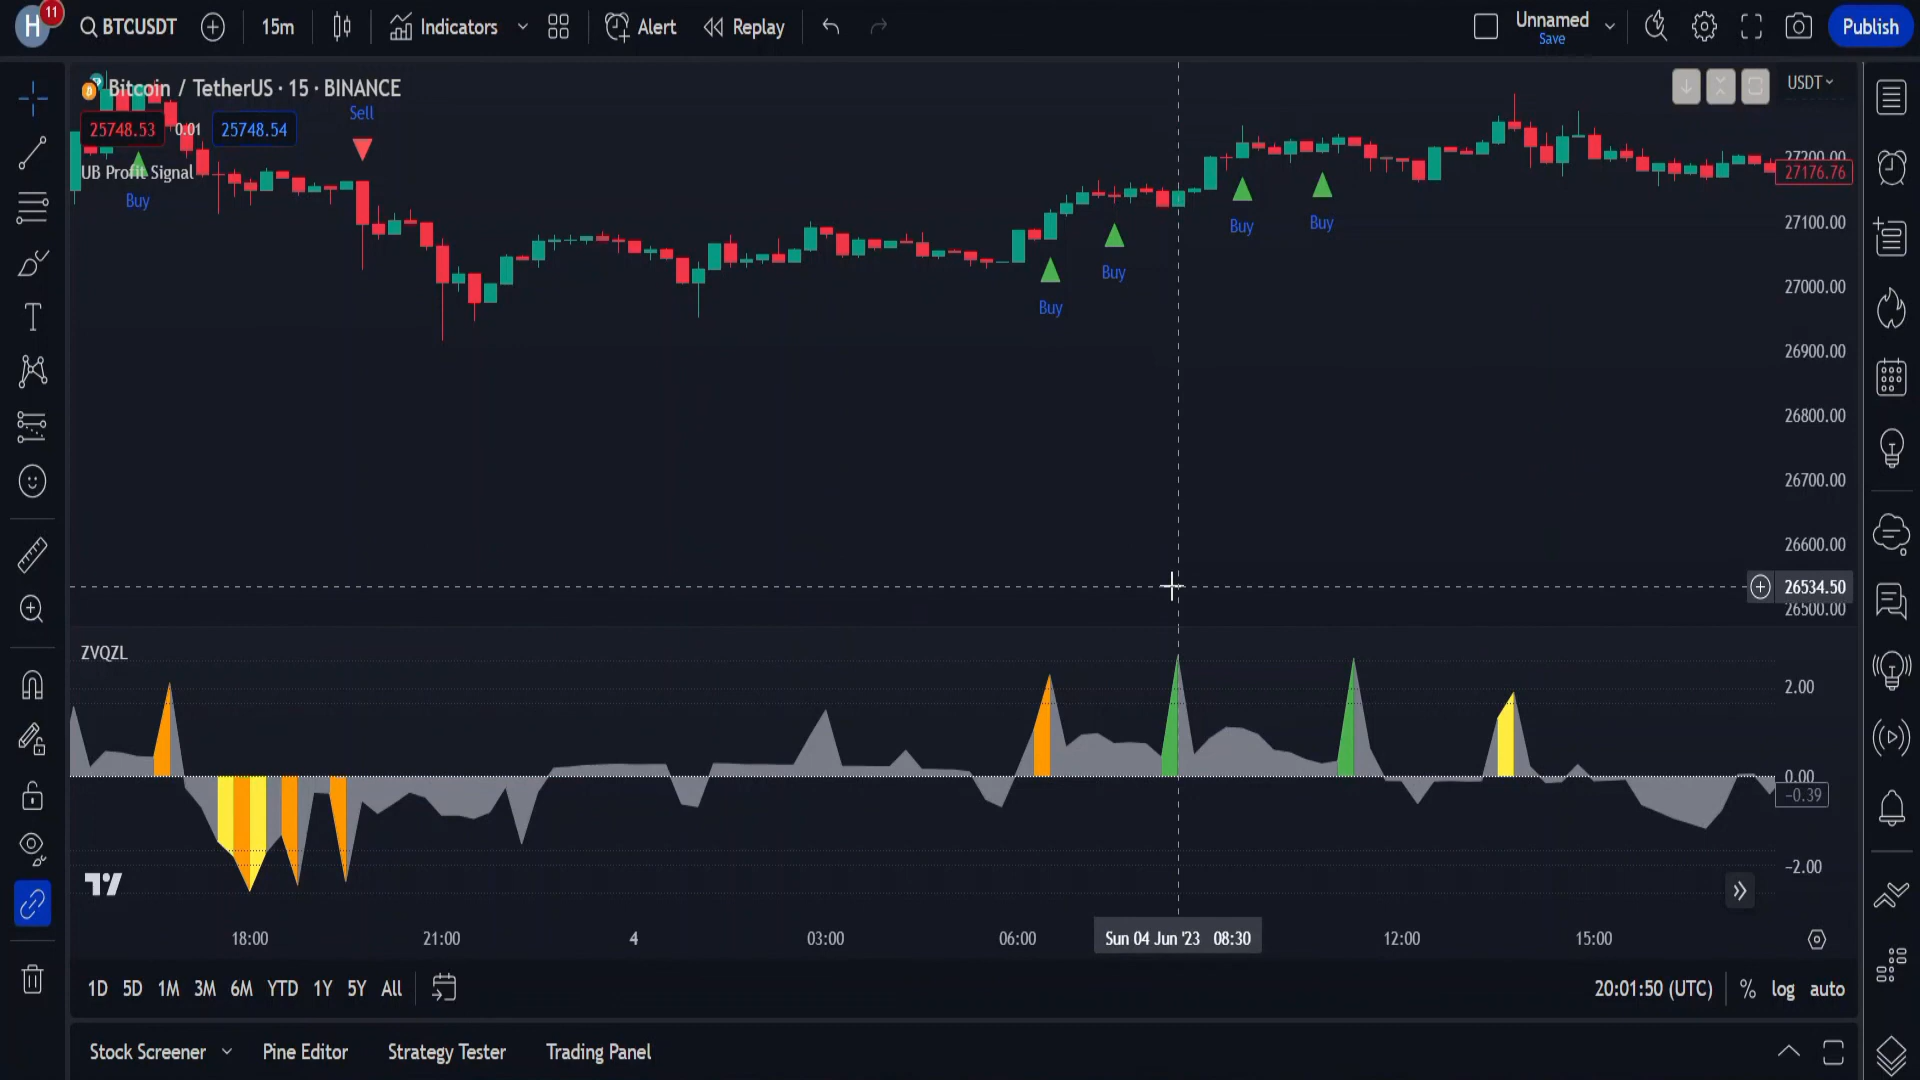 H
11
BTCUSDT
15m
Indicators
Alert
Replay
Unnamed
Save
Publish
Bitcoin / TetherUS · 15 · BINANCE
USDT
25748.53
0.01
25748.54
UB Profit Signal
Sell
Buy
Buy
Buy
Buy
Buy
27200.00
27176.76
27100.00
27000.00
26900.00
26800.00
26700.00
26600.00
26534.50
26500.00
T
ZVQZL
2.00
0.00
−0.39
−2.00
18:00
21:00
4
03:00
06:00
Sun 04 Jun '23 08:30
12:00
15:00
1D
5D
1M
3M
6M
YTD
1Y
5Y
All
20:01:50 (UTC)
%
log
auto
Stock Screener
Pine Editor
Strategy Tester
Trading Panel